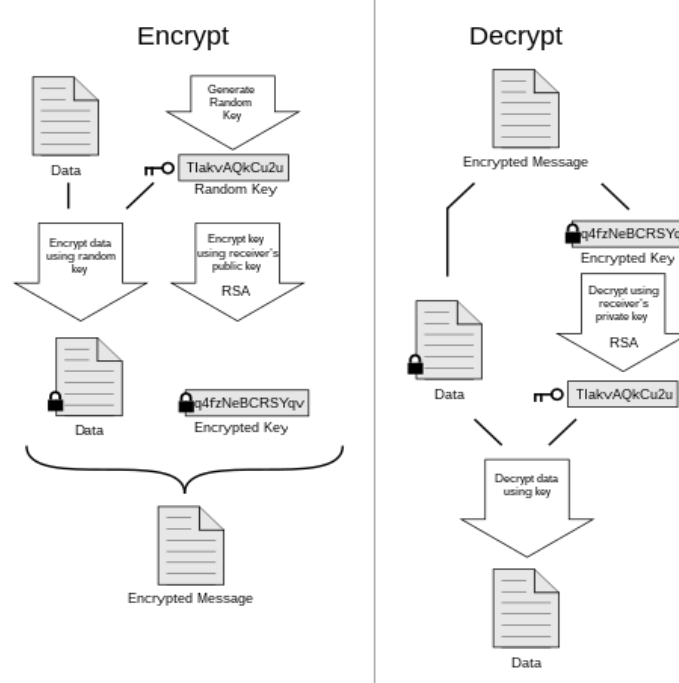 Encrypt
Generate
Random
Key
Data
TIakvAQkCu2u
Random Key
Encrypt data
using random
key
Encrypt key
using receiver's
public key
RSA
Data
q4fzNeBCRSYqv
Encrypted Key
Encrypted Message
Decrypt
Encrypted Message
q4fzNeBCRSYq
Encrypted Key
Decrypt using
receiver's
private key
RSA
Data
TIakvAQkCu2u
Decrypt data
using key
Data